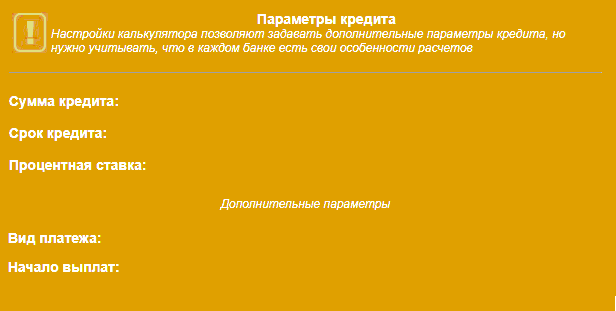 Параметры кредита
Настройки калькулятора позволяют задавать дополнительные параметры кредита, но
нужно учитывать, что в каждом банке есть свои особенности расчетов
Сумма кредита:
Срок кредита:
Процентная ставка:
Дополнительные параметры
Вид платежа:
Начало выплат: